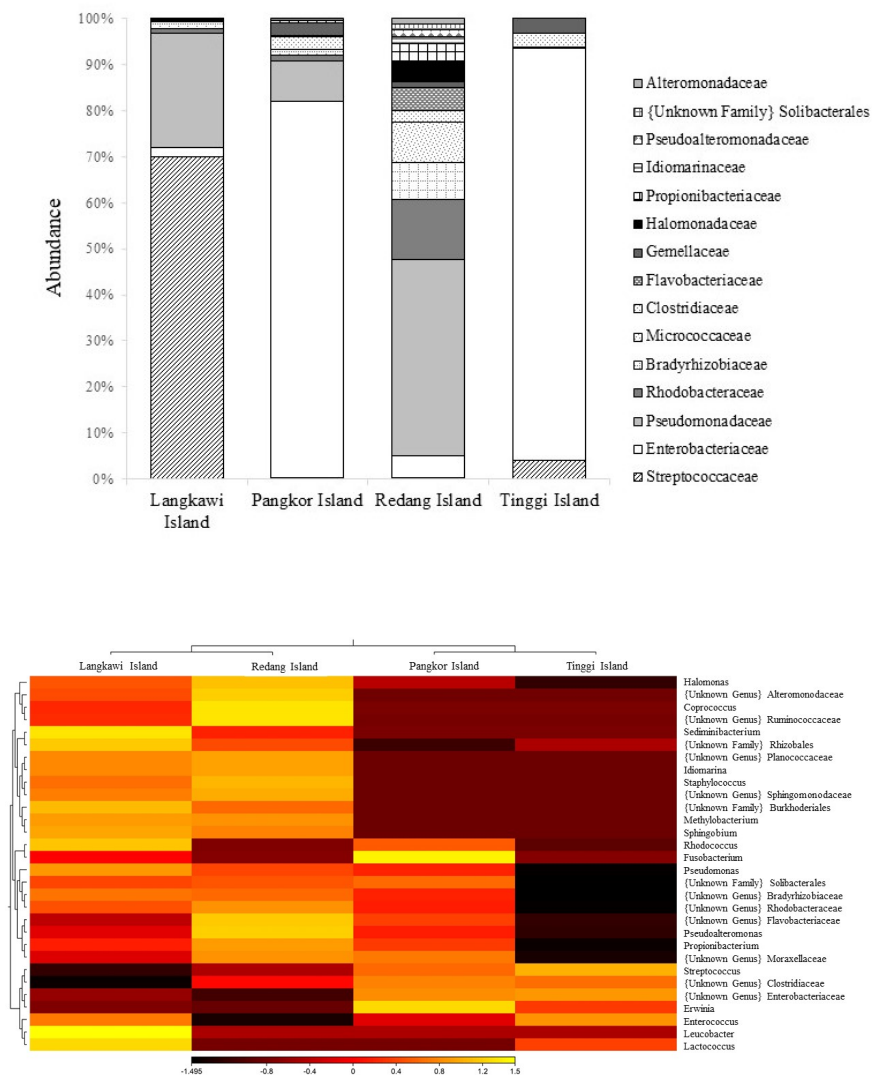 100%
90%
80%
70%
60%
50%
40%
30%
20%
10%
0%
Abundance
Langkawi Island
Pangkor Island
Redang Island
Tinggi Island
Alteromonadaceae
{Unknown Family} Solibacterales
Pseudoalteromonadaceae
Idiomarinaceae
Propionibacteriaceae
Halomonadaceae
Gemellaceae
Flavobacteriaceae
Clostridiaceae
Micrococcaceae
Bradyrhizobiaceae
Rhodobacteraceae
Pseudomonadaceae
Enterobacteriaceae
Streptococcaceae
Langkawi Island
Redang Island
Pangkor Island
Tinggi Island
Halomonas
{Unknown Genus} Alteromonodaceae
Coprococcus
{Unknown Genus} Ruminococcaceae
Sediminibacterium
{Unknown Family} Rhizobales
{Unknown Genus} Planococcaceae
Idiomarina
Staphylococcus
{Unknown Genus} Sphingomonodaceae
{Unknown Family} Burkhoderiales
Methylobacterium
Sphingobium
Rhodococcus
Fusobacterium
Pseudomonas
{Unknown Family} Solibacterales
{Unknown Genus} Bradyrhizobiaceae
{Unknown Genus} Rhodobacteraceae
{Unknown Genus} Flavobacteriaceae
Pseudoalteromonas
Propionibacterium
{Unknown Genus} Moraxellaceae
Streptococcus
{Unknown Genus} Clostridiaceae
{Unknown Genus} Enterobacteriaceae
Erwinia
Enterococcus
Leucobacter
Lactococcus
-1.495 -0.8 -0.4 0 0.4 0.8 1.2 1.5